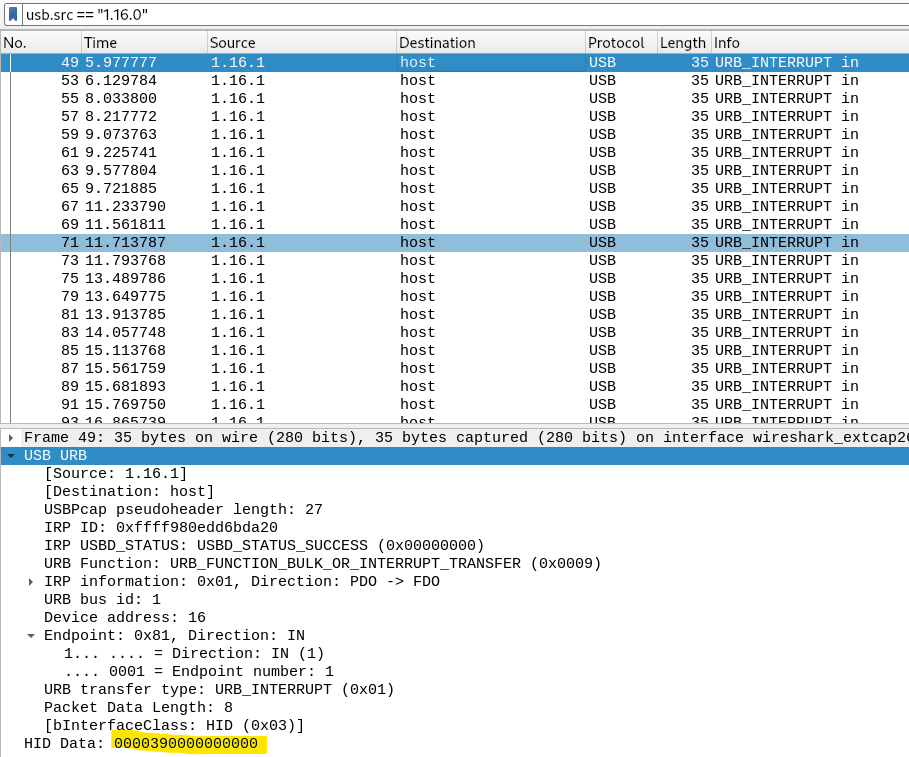 usb.src == "1.16.0"
No. Time Source Destination Protocol Length Info
49 5.977777 1.16.1 host USB 35 URB_INTERRUPT in
53 6.129784 1.16.1 host USB 35 URB_INTERRUPT in
55 8.033800 1.16.1 host USB 35 URB_INTERRUPT in
57 8.217772 1.16.1 host USB 35 URB_INTERRUPT in
59 9.073763 1.16.1 host USB 35 URB_INTERRUPT in
61 9.225741 1.16.1 host USB 35 URB_INTERRUPT in
63 9.577804 1.16.1 host USB 35 URB_INTERRUPT in
65 9.721885 1.16.1 host USB 35 URB_INTERRUPT in
67 11.233790 1.16.1 host USB 35 URB_INTERRUPT in
69 11.561811 1.16.1 host USB 35 URB_INTERRUPT in
71 11.713787 1.16.1 host USB 35 URB_INTERRUPT in
73 11.793768 1.16.1 host USB 35 URB_INTERRUPT in
75 13.489786 1.16.1 host USB 35 URB_INTERRUPT in
79 13.649775 1.16.1 host USB 35 URB_INTERRUPT in
81 13.913785 1.16.1 host USB 35 URB_INTERRUPT in
83 14.057748 1.16.1 host USB 35 URB_INTERRUPT in
85 15.113768 1.16.1 host USB 35 URB_INTERRUPT in
87 15.561759 1.16.1 host USB 35 URB_INTERRUPT in
89 15.681893 1.16.1 host USB 35 URB_INTERRUPT in
91 15.769750 1.16.1 host USB 35 URB_INTERRUPT in
93 16.865739 1.16.1 host USB 35 URB_INTERRUPT in
Frame 49: 35 bytes on wire (280 bits), 35 bytes captured (280 bits) on interface wireshark_extcap2
USB URB
[Source: 1.16.1]
[Destination: host]
USBPcap pseudoheader length: 27
IRP ID: 0xffff980edd6bda20
IRP USBD_STATUS: USBD_STATUS_SUCCESS (0x00000000)
URB Function: URB_FUNCTION_BULK_OR_INTERRUPT_TRANSFER (0x0009)
IRP information: 0x01, Direction: PDO -> FDO
URB bus id: 1
Device address: 16
Endpoint: 0x81, Direction: IN
1... .... = Direction: IN (1)
.... 0001 = Endpoint number: 1
URB transfer type: URB_INTERRUPT (0x01)
Packet Data Length: 8
[bInterfaceClass: HID (0x03)]
HID Data: 0000390000000000